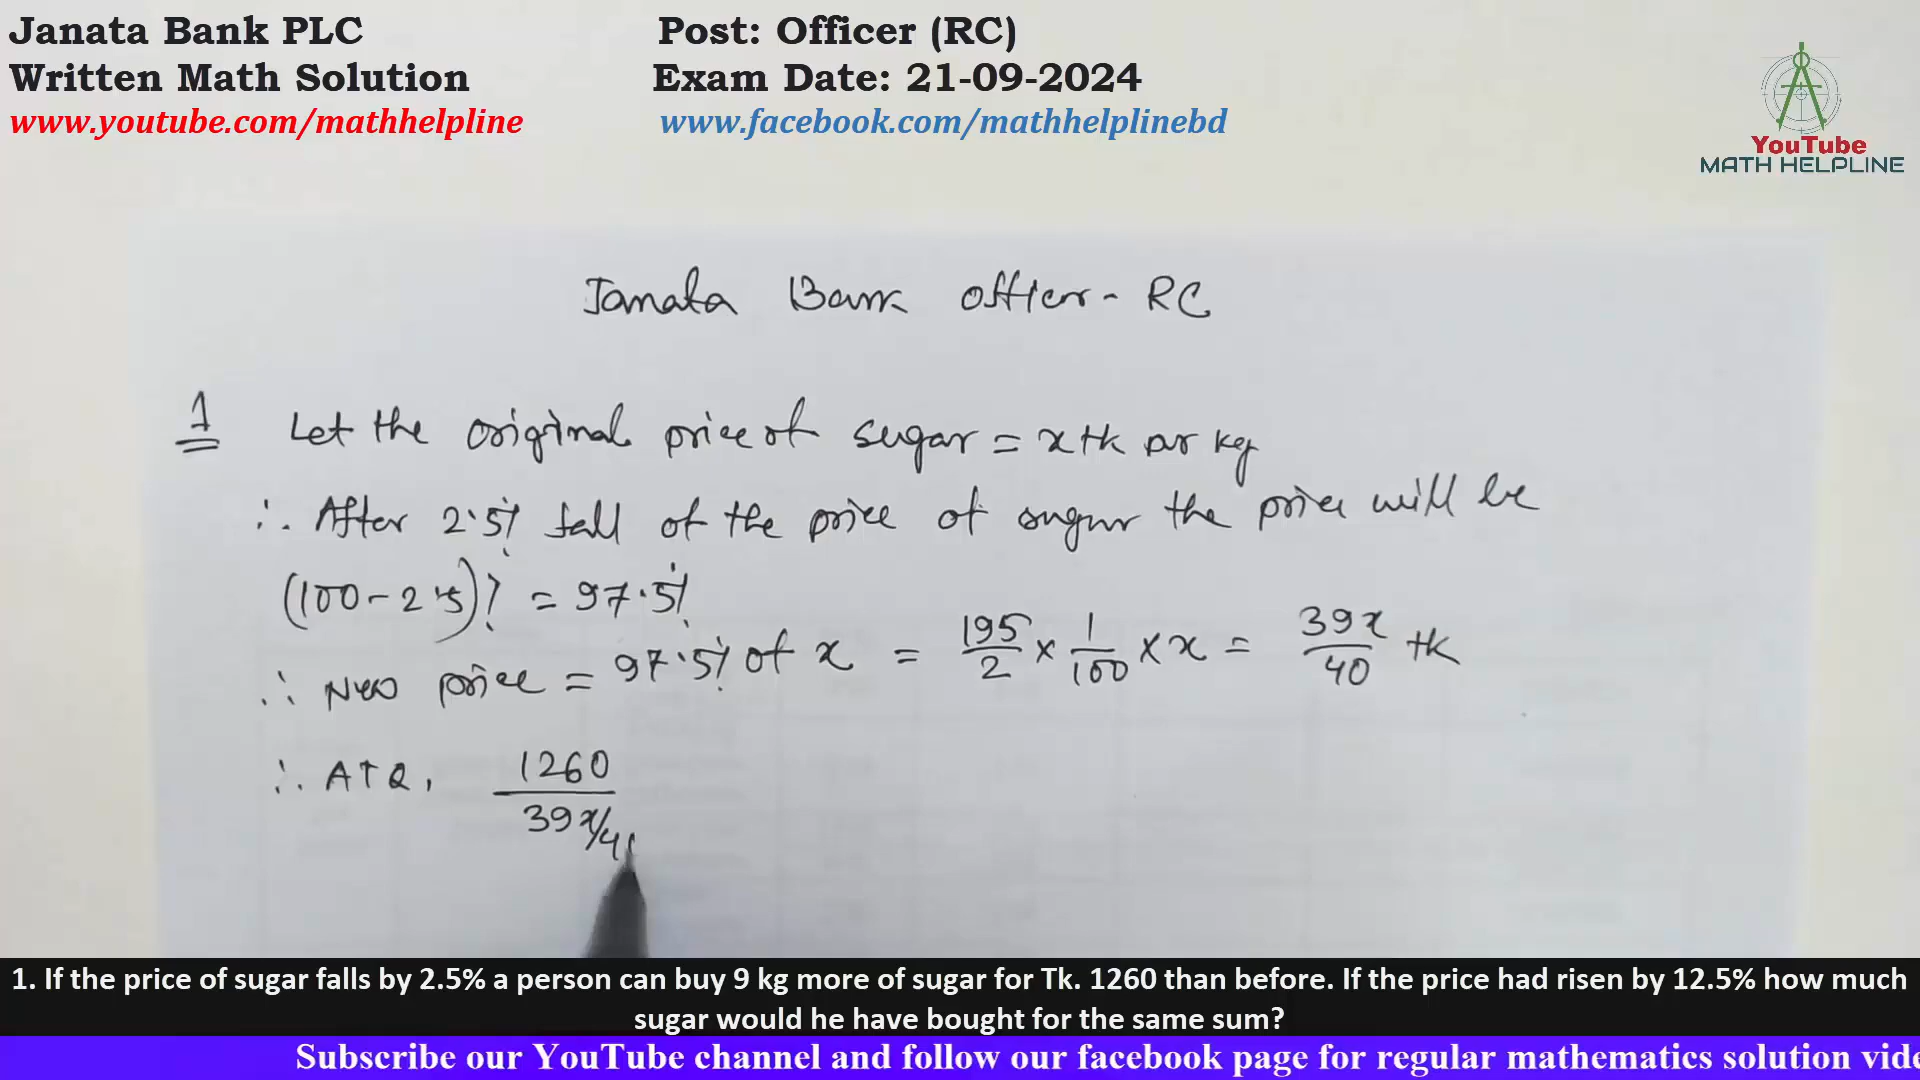 Janata Bank PLC
Post: Officer (RC)
Written Math Solution
Exam Date: 21-09-2024
www.youtube.com/mathhelpline
www.facebook.com/mathhelplinebd
YouTube
MATH HELPLINE
Janata Bank Officer - RC
1 Let the original price of sugar = x tk per kg
∴ After 2.5% fall of the price of sugar the price will be
(100 - 2.5)% = 97.5%
∴ New price = 97.5% of x = 195/2 × 1/100 × x = 39x/40 tk
∴ ATQ, 1260 / 39x/40
1. If the price of sugar falls by 2.5% a person can buy 9 kg more of sugar for Tk. 1260 than before. If the price had risen by 12.5% how much
sugar would he have bought for the same sum?
Subscribe our YouTube channel and follow our facebook page for regular mathematics solution vide